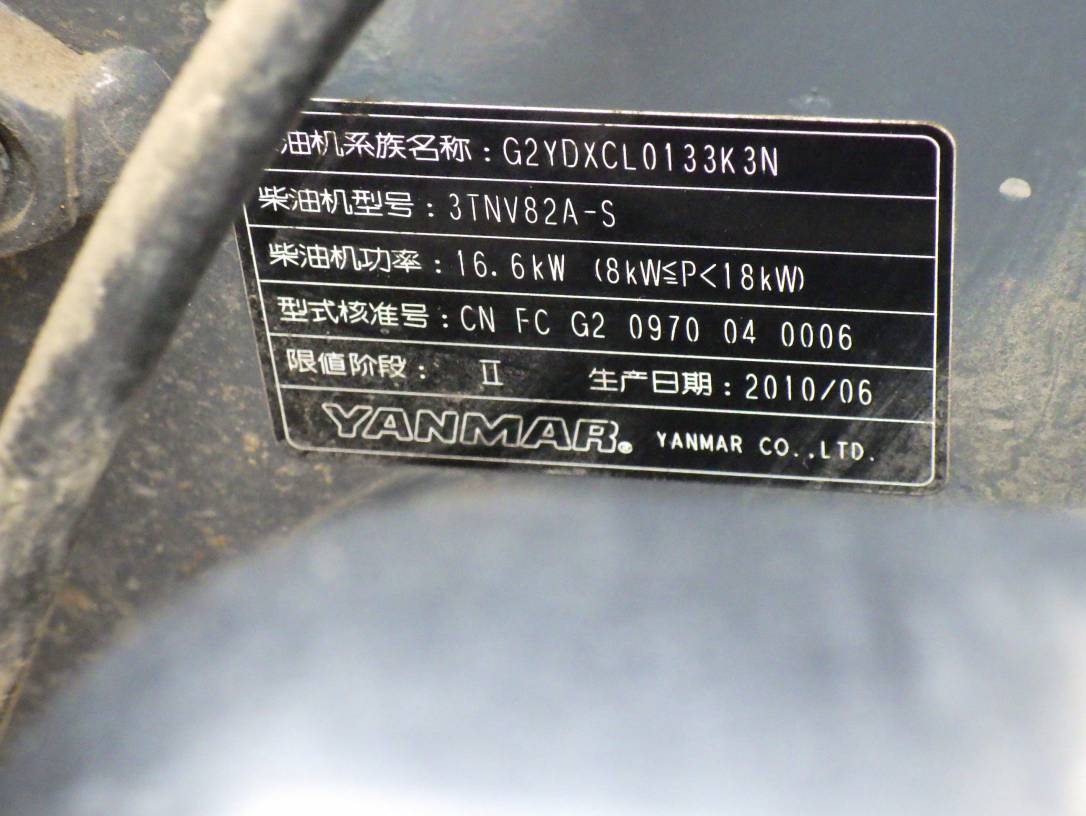 油机系族名称：G2YDXCL0133K3N
柴油机型号：3TNV82A-S
柴油机功率：16.6kW (8kW≦P<18kW)
型式核准号：CN FC G2 0970 04 0006
限值阶段： Ⅱ 生产日期：2010/06
YANMAR® YANMAR CO.,LTD.